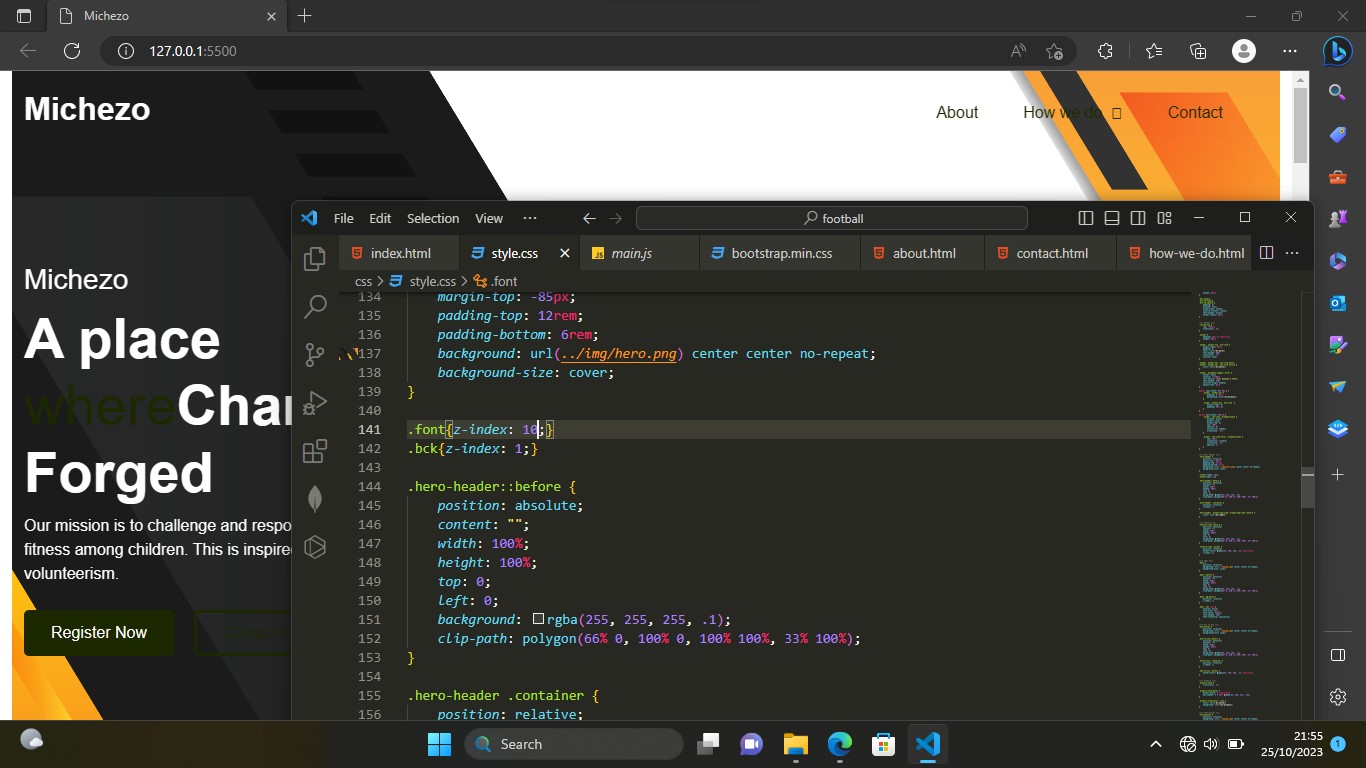 Michezo
127.0.0.1:5500
Michezo
About
How we do
Contact
Michezo
A place
whereChan
Forged
Our mission is to challenge and respo
fitness among children. This is inspire
volunteerism.
Register Now
Contact
File Edit Selection View ···
football
index.html
style.css
main.js
bootstrap.min.css
about.html
contact.html
how-we-do.html
css > style.css > .font
134 margin-top: -85px;
135 padding-top: 12rem;
136 padding-bottom: 6rem;
137 background: url(../img/hero.png) center center no-repeat;
138 background-size: cover;
139 }
140
141 .font{z-index: 10;}
142 .bck{z-index: 1;}
143
144 .hero-header::before {
145 position: absolute;
146 content: "";
147 width: 100%;
148 height: 100%;
149 top: 0;
150 left: 0;
151 background: rgba(255, 255, 255, .1);
152 clip-path: polygon(66% 0, 100% 0, 100% 100%, 33% 100%);
153 }
154
155 .hero-header .container {
156 position: relative;
Search
21:55
25/10/2023
1